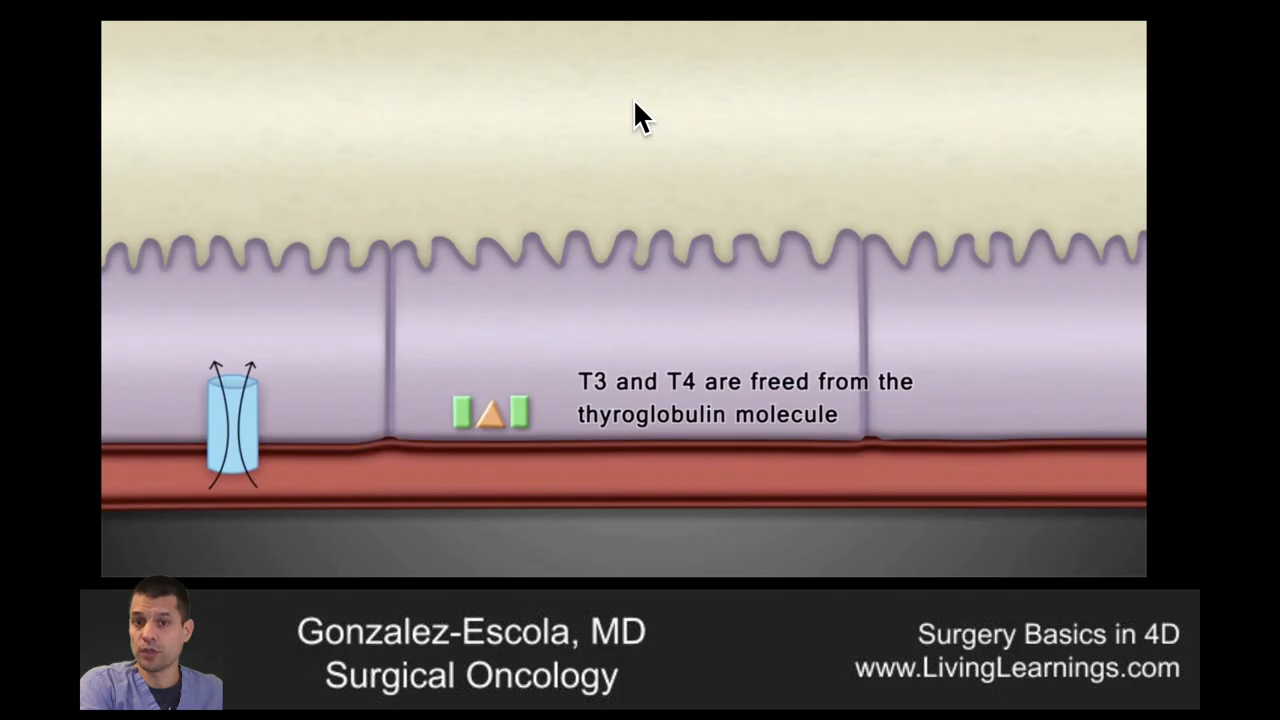 T3 and T4 are freed from the
thyroglobulin molecule
Gonzalez-Escola, MD
Surgical Oncology
Surgery Basics in 4D
www.LivingLearnings.com